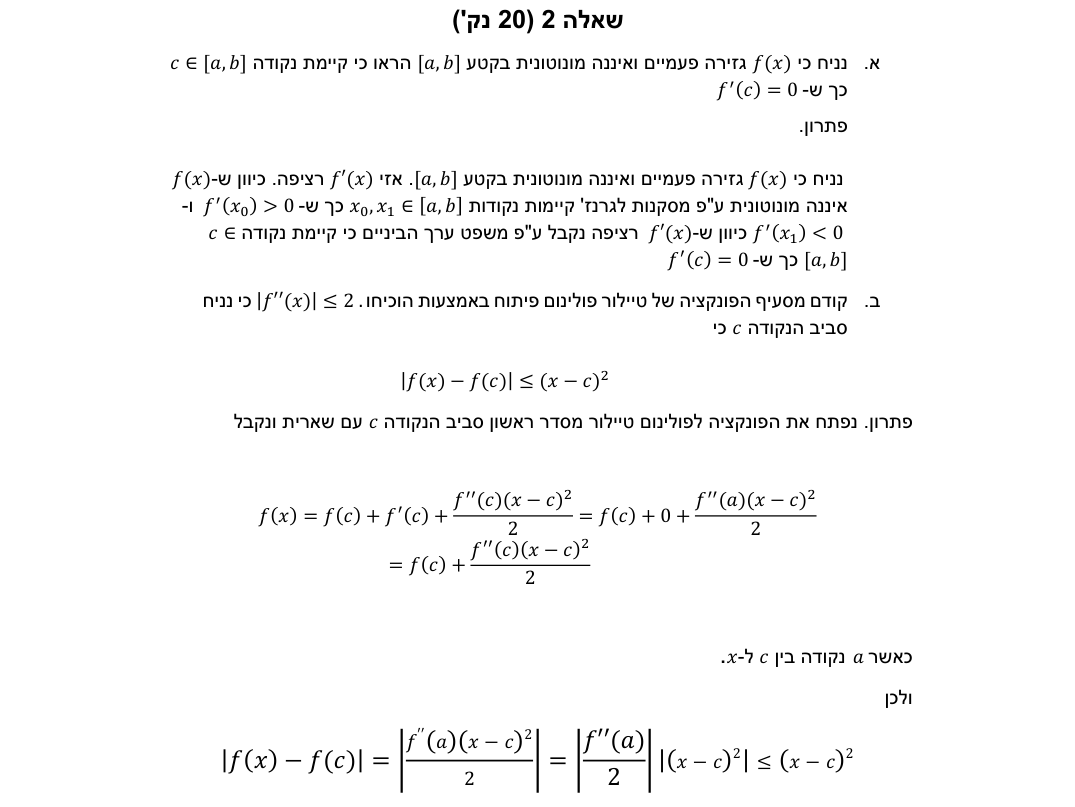 שאלה 2 (20 נק')
א. נניח כי f(x) גזירה פעמיים ואיננה מונוטונית בקטע [a, b] הראו כי קיימת נקודה c ∈ [a, b]
כך ש- f'(c) = 0
פתרון.
נניח כי f(x) גזירה פעמיים ואיננה מונוטונית בקטע [a, b]. אזי f'(x) רציפה. כיוון ש-f(x)
איננה מונוטונית ע"פ מסקנות לגרנז' קיימות נקודות x₀, x₁ ∈ [a, b] כך ש- f'(x₀) > 0 ו-
f'(x₁) < 0 כיוון ש-f'(x) רציפה נקבל ע"פ משפט ערך הביניים כי קיימת נקודה c ∈
[a, b] כך ש- f'(c) = 0
ב. קודם מסעיף הפונקציה של טיילור פולינום פיתוח באמצעות הוכיחו. |f''(x)| ≤ 2 כי נניח
סביב הנקודה c כי
|f(x) − f(c)| ≤ (x − c)²
פתרון. נפתח את הפונקציה לפולינום טיילור מסדר ראשון סביב הנקודה c עם שארית ונקבל
f(x) = f(c) + f'(c) + f''(c)(x − c)²/2 = f(c) + 0 + f''(a)(x − c)²/2
= f(c) + f''(c)(x − c)²/2
כאשר a נקודה בין c ל-x.
ולכן
|f(x) − f(c)| = |f''(a)(x − c)²/2| = |f''(a)/2| |(x − c)²| ≤ (x − c)²